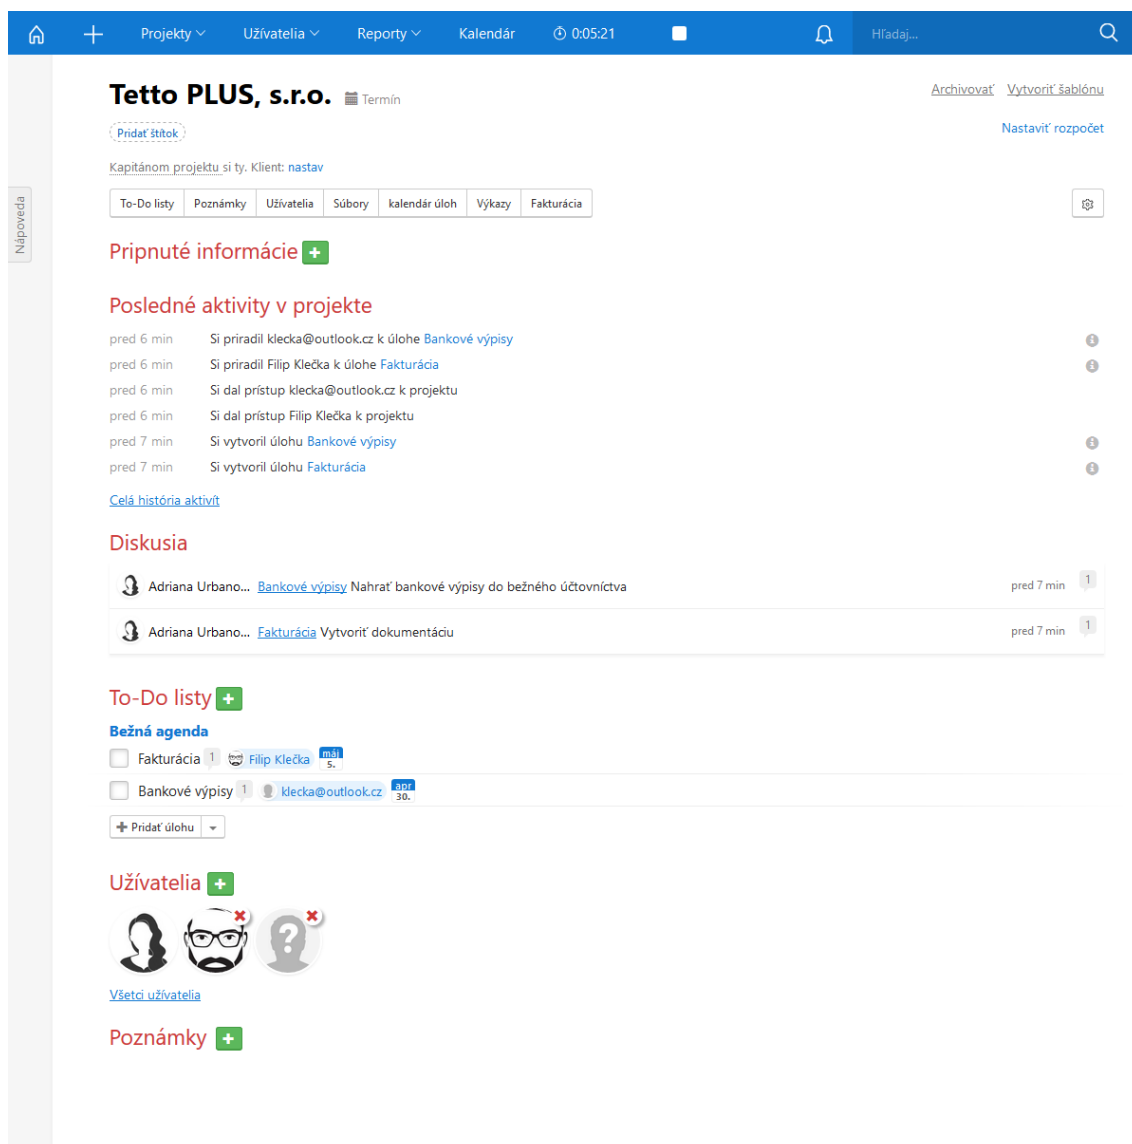 Projekty Užívatelia Reporty Kalendár 0:05:21 Hľadaj...
Tetto PLUS, s.r.o. Termín Archivovať Vytvoriť šablónu
Pridať štítok Nastaviť rozpočet
Kapitánom projektu si ty. Klient: nastav
Nápoveda
To-Do listy Poznámky Užívatelia Súbory kalendár úloh Výkazy Fakturácia
Pripnuté informácie
Posledné aktivity v projekte
pred 6 min Si priradil klecka@outlook.cz k úlohe Bankové výpisy
pred 6 min Si priradil Filip Klečka k úlohe Fakturácia
pred 6 min Si dal prístup klecka@outlook.cz k projektu
pred 6 min Si dal prístup Filip Klečka k projektu
pred 7 min Si vytvoril úlohu Bankové výpisy
pred 7 min Si vytvoril úlohu Fakturácia
Celá história aktivít
Diskusia
Adriana Urbano... Bankové výpisy Nahrať bankové výpisy do bežného účtovníctva pred 7 min 1
Adriana Urbano... Fakturácia Vytvoriť dokumentáciu pred 7 min 1
To-Do listy
Bežná agenda
Fakturácia 1 Filip Klečka máj 5.
Bankové výpisy 1 klecka@outlook.cz apr 30.
Pridať úlohu
Užívatelia
Všetci užívatelia
Poznámky